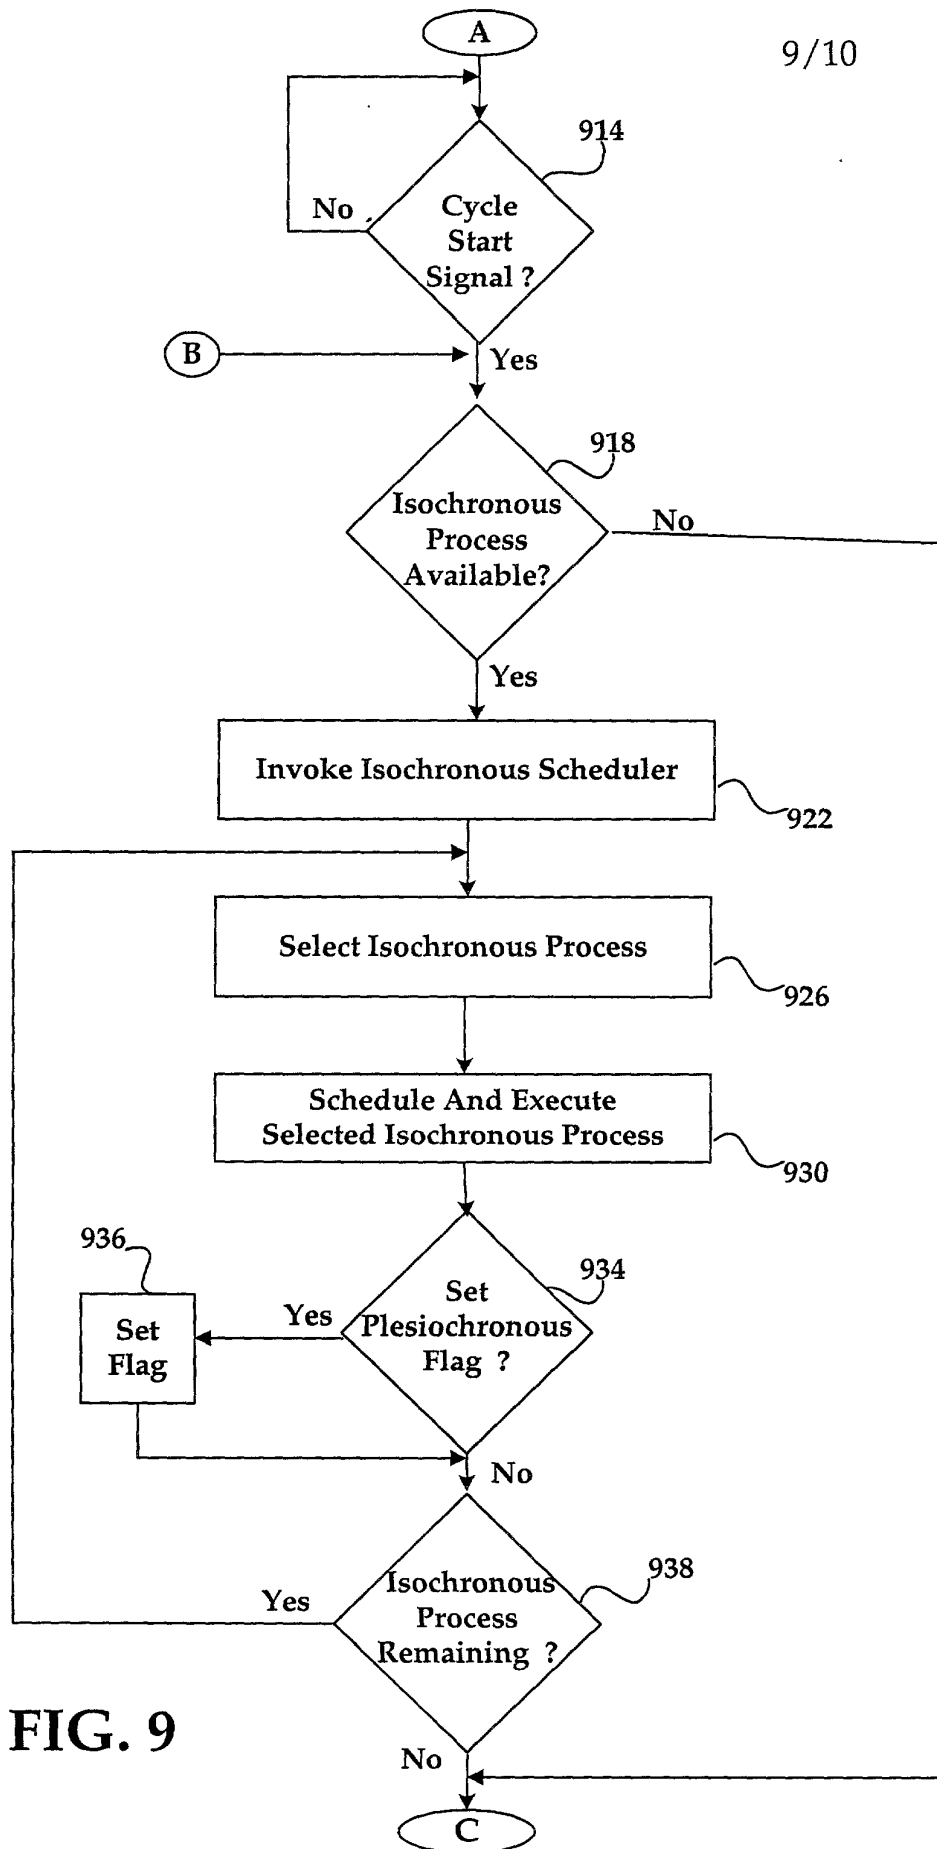 A
9/10
914
No
Cycle
Start
Signal ?
B
Yes
918
Isochronous
Process
Available?
No
Yes
Invoke Isochronous Scheduler
922
Select Isochronous Process
926
Schedule And Execute
Selected Isochronous Process
930
936
934
Set
Plesiochronous
Flag ?
Yes
Set
Flag
No
938
Isochronous
Process
Remaining ?
Yes
FIG. 9
No
C